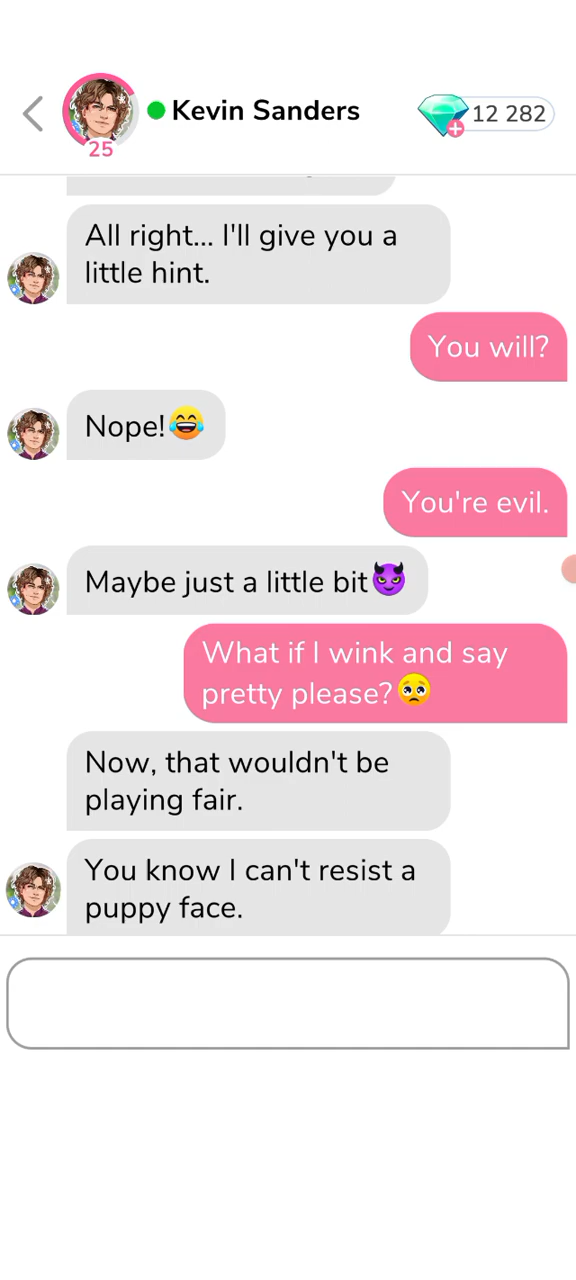 Kevin Sanders
12 282
25
All right... I'll give you a
little hint.
You will?
Nope!😂
You're evil.
Maybe just a little bit😈
What if I wink and say
pretty please?🥺
Now, that wouldn't be
playing fair.
You know I can't resist a
puppy face.